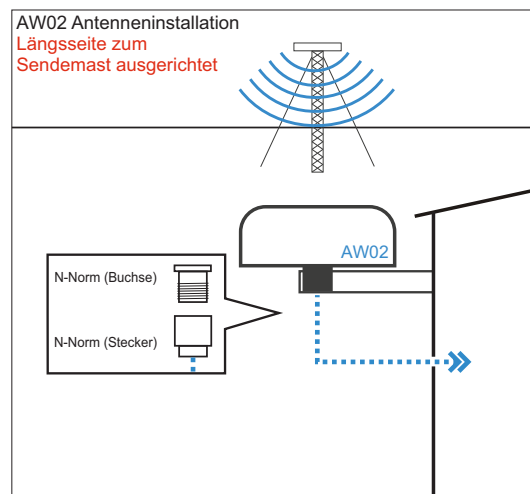 AW02 Antenneninstallation
Längsseite zum
Sendemast ausgerichtet
AW02
N-Norm (Buchse)
N-Norm (Stecker)